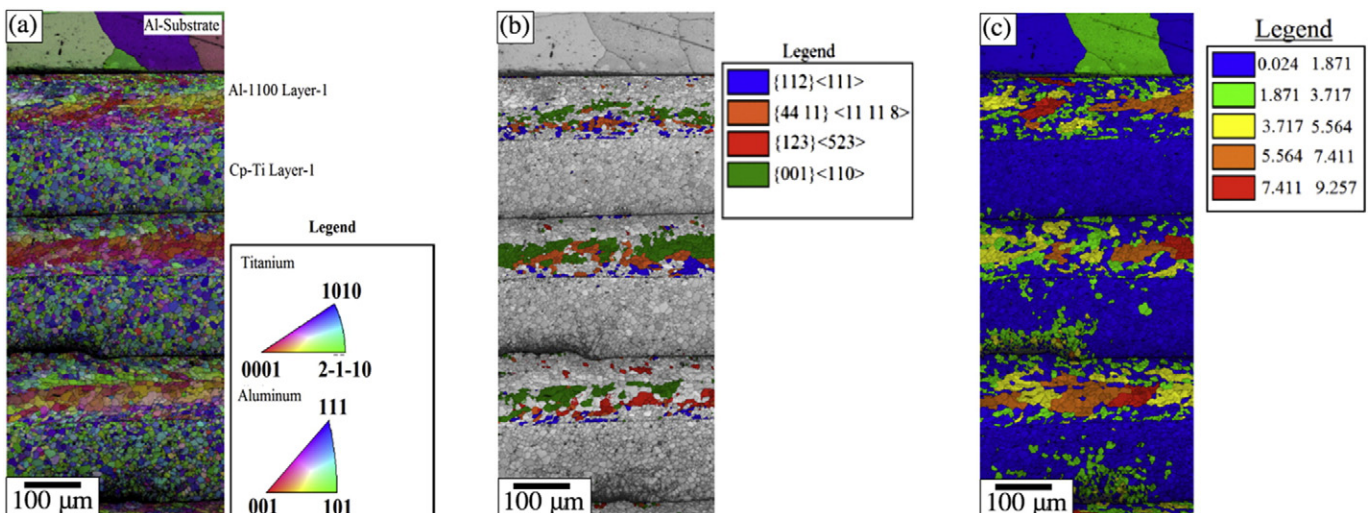 (a)
Al-Substrate
Al-1100 Layer-1
Cp-Ti Layer-1
Legend
Titanium
1010
0001 2-1-10
Aluminum
111
001 101
100 µm
(b)
Legend
{112}<111>
{44 11} <11 11 8>
{123}<523>
{001}<110>
100 µm
(c)
Legend
0.024 1.871
1.871 3.717
3.717 5.564
5.564 7.411
7.411 9.257
100 µm